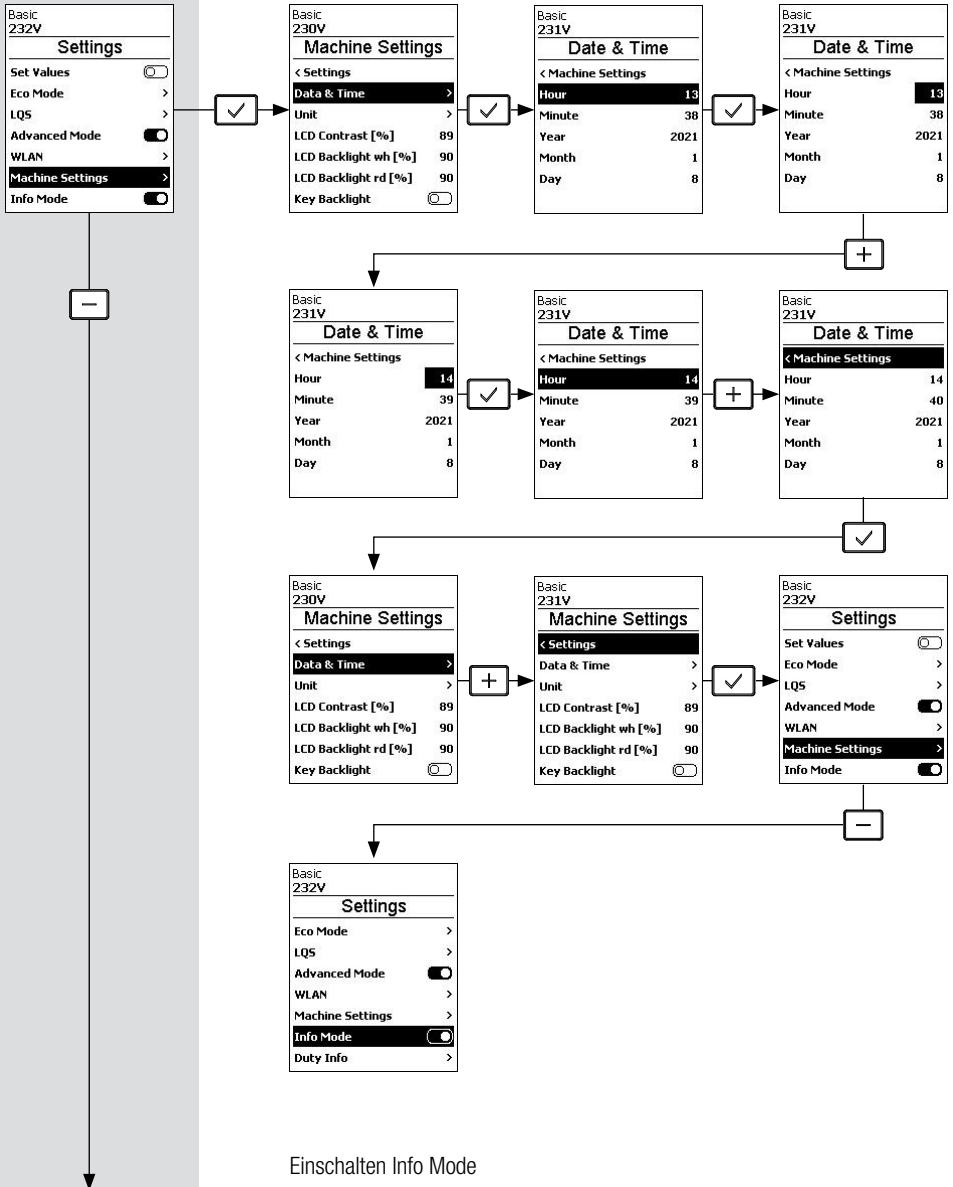 Basic
232V
Settings
Set Values
Eco Mode >
LQS >
Advanced Mode
WLAN >
Machine Settings >
Info Mode
Basic
230V
Machine Settings
< Settings
Data & Time >
Unit >
LCD Contrast [%] 89
LCD Backlight wh [%] 90
LCD Backlight rd [%] 90
Key Backlight
Basic
231V
Date & Time
< Machine Settings
Hour 13
Minute 38
Year 2021
Month 1
Day 8
Basic
231V
Date & Time
< Machine Settings
Hour 13
Minute 38
Year 2021
Month 1
Day 8
+
−
Basic
231V
Date & Time
< Machine Settings
Hour 14
Minute 39
Year 2021
Month 1
Day 8
Basic
231V
Date & Time
< Machine Settings
Hour 14
Minute 39
Year 2021
Month 1
Day 8
+
Basic
231V
Date & Time
< Machine Settings
Hour 14
Minute 40
Year 2021
Month 1
Day 8
Basic
230V
Machine Settings
< Settings
Data & Time >
Unit >
LCD Contrast [%] 89
LCD Backlight wh [%] 90
LCD Backlight rd [%] 90
Key Backlight
+
Basic
231V
Machine Settings
< Settings
Data & Time >
Unit >
LCD Contrast [%] 89
LCD Backlight wh [%] 90
LCD Backlight rd [%] 90
Key Backlight
Basic
232V
Settings
Set Values
Eco Mode >
LQS >
Advanced Mode
WLAN >
Machine Settings >
Info Mode
−
Basic
232V
Settings
Eco Mode >
LQS >
Advanced Mode
WLAN >
Machine Settings >
Info Mode
Duty Info >
Einschalten Info Mode